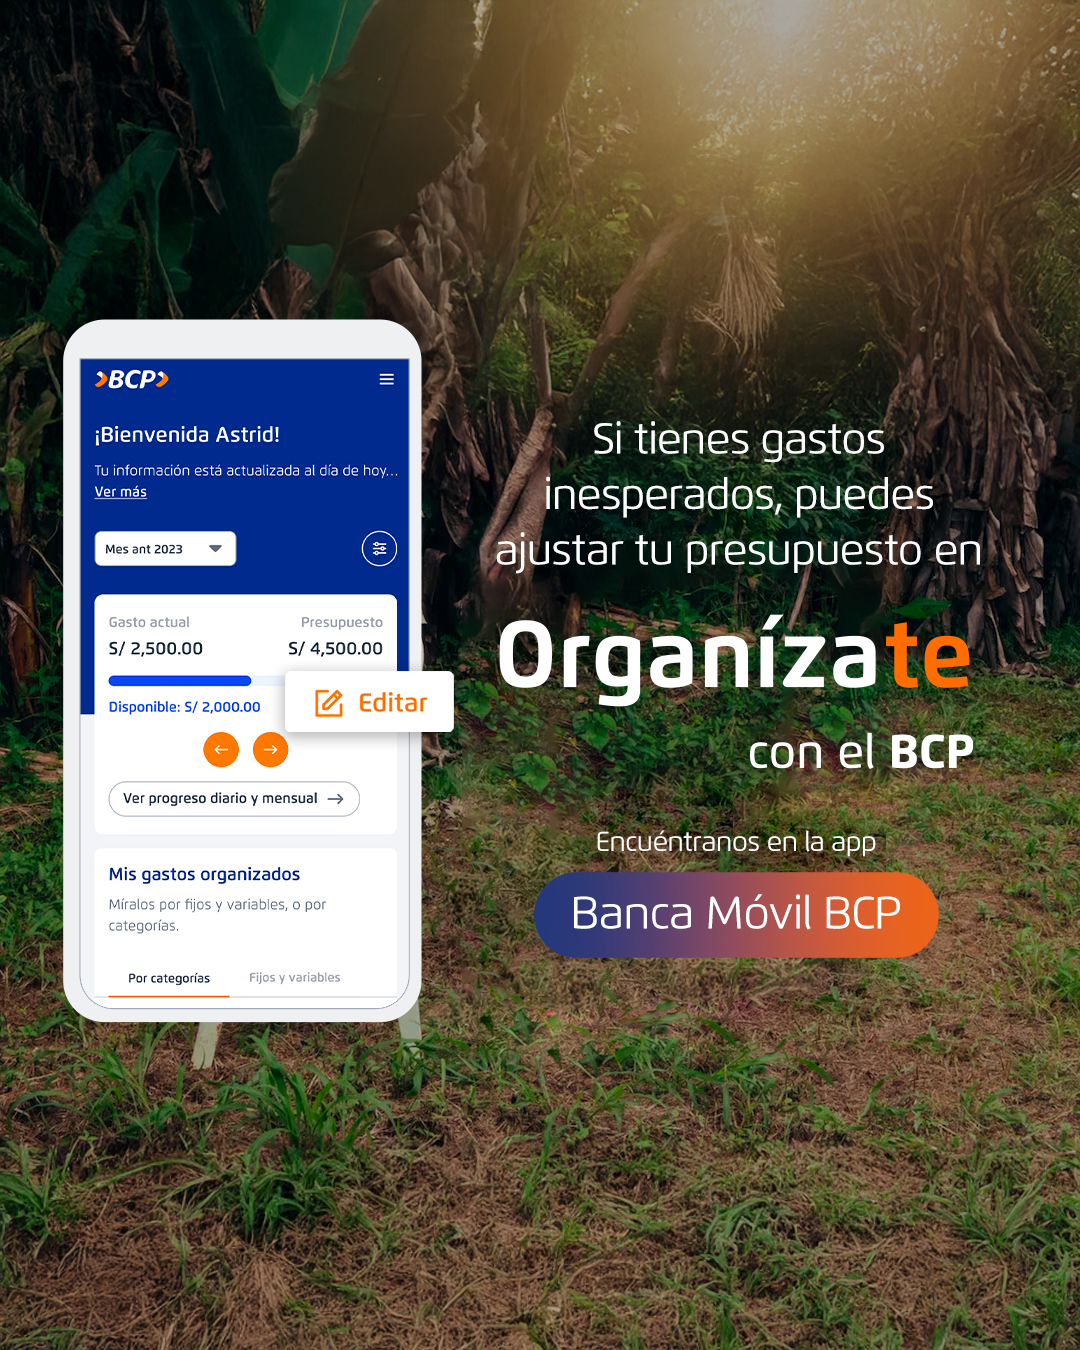 BCP
¡Bienvenida Astrid!
Tu información está actualizada al día de hoy...
Ver más
Mes ant 2023
Gasto actual
Presupuesto
S/ 2,500.00
S/ 4,500.00
Disponible: S/ 2,000.00
Editar
Ver progreso diario y mensual
Mis gastos organizados
Míralos por fijos y variables, o por
categorías.
Por categorías
Fijos y variables
Si tienes gastos
inesperados, puedes
ajustar tu presupuesto en
Organízate
con el BCP
Encuéntranos en la app
Banca Móvil BCP